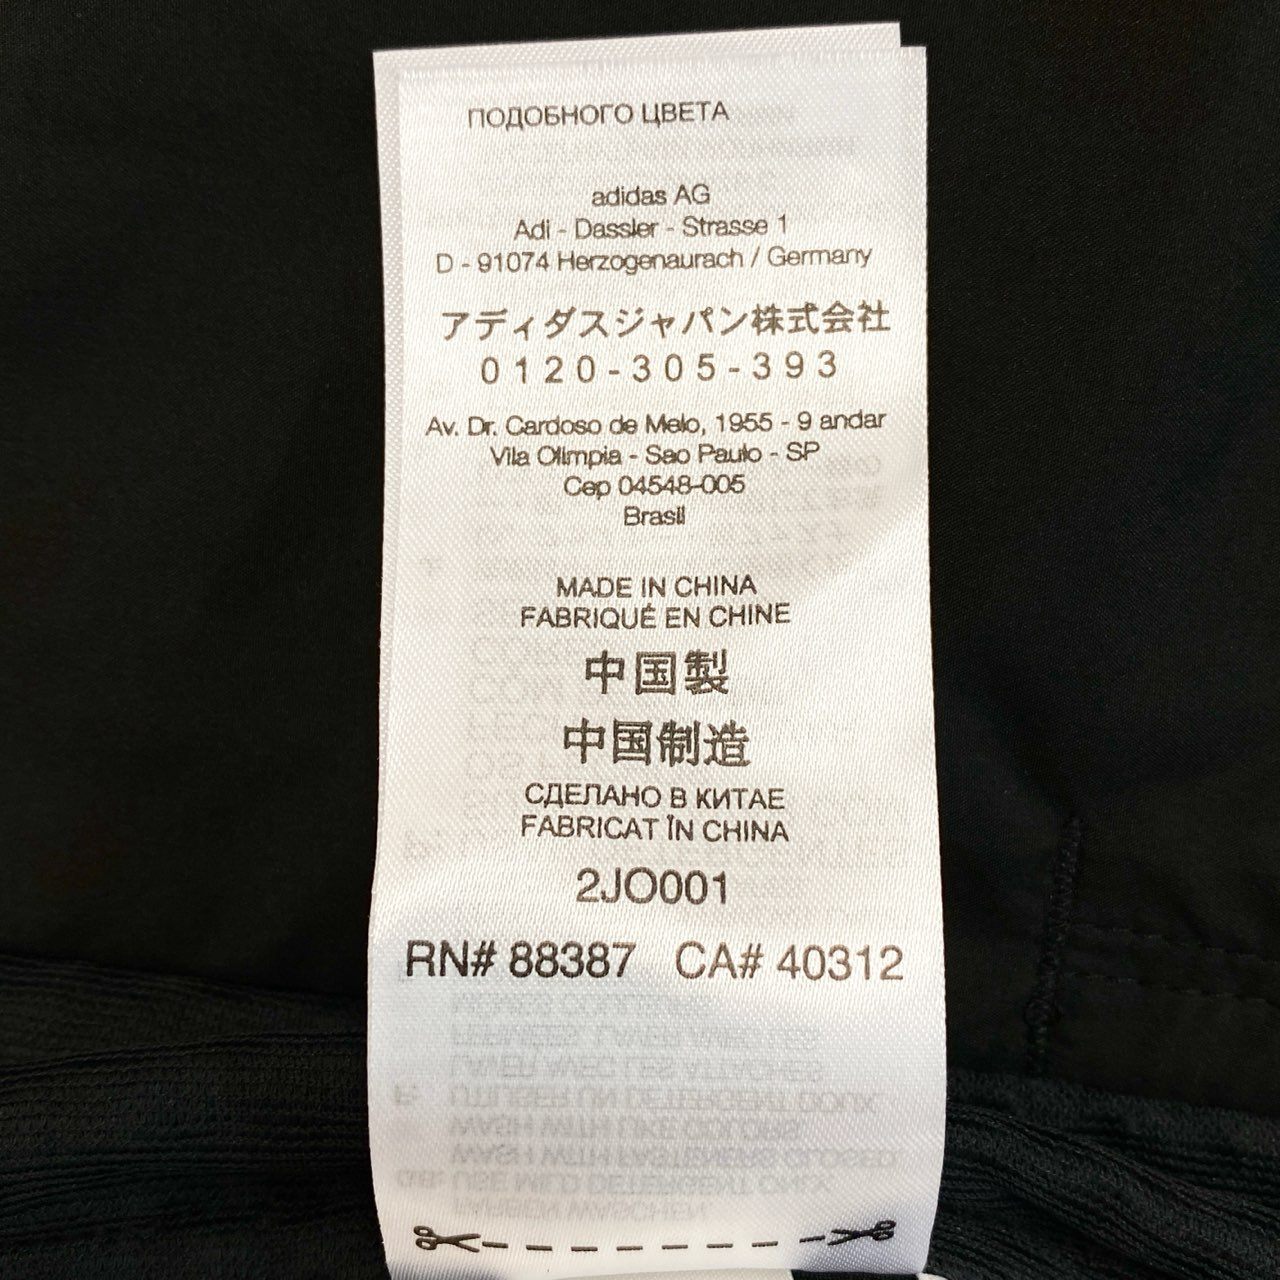 ПОДОБНОГО ЦВЕТА
adidas AG
Adi - Dassler - Strasse 1
D - 91074 Herzogenaurach / Germany
アディダスジャパン株式会社
0120-305-393
Av. Dr. Cardoso de Melo, 1955 - 9 andar
Vila Olimpia - Sao Paulo - SP
Cep 04548-005
Brasil
MADE IN CHINA
FABRIQUÉ EN CHINE
中国製
中国制造
СДЕЛАНО В КИТАЕ
FABRICAT ÎN CHINA
2JO001
RN# 88387 CA# 40312